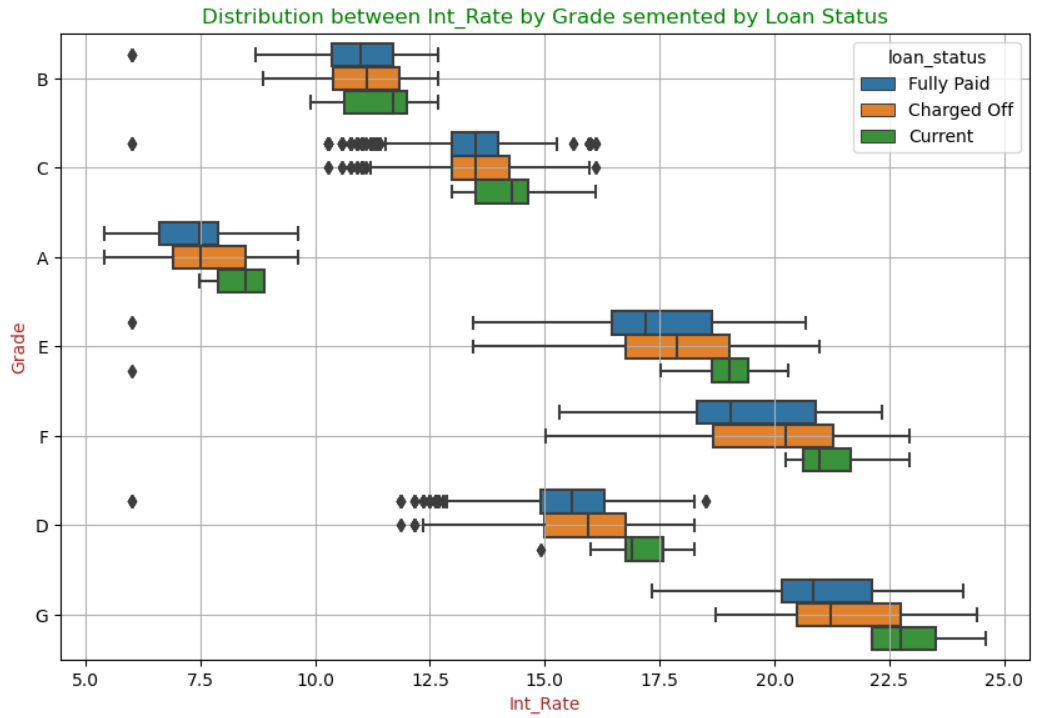 Distribution between Int_Rate by Grade semented by Loan Status
loan_status
Fully Paid
Charged Off
Current
B
C
A
E
F
D
G
Grade
5.0 7.5 10.0 12.5 15.0 17.5 20.0 22.5 25.0
Int_Rate